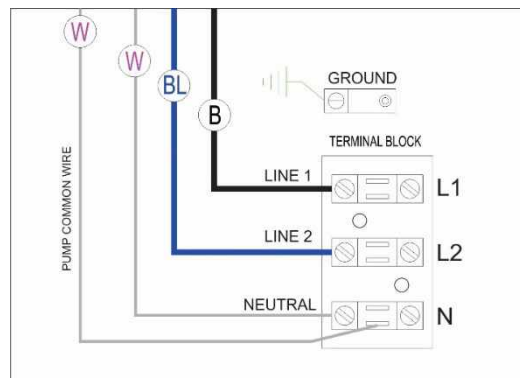 W
W
BL
B
GROUND
TERMINAL BLOCK
PUMP COMMON WIRE
LINE 1
L1
LINE 2
L2
NEUTRAL
N